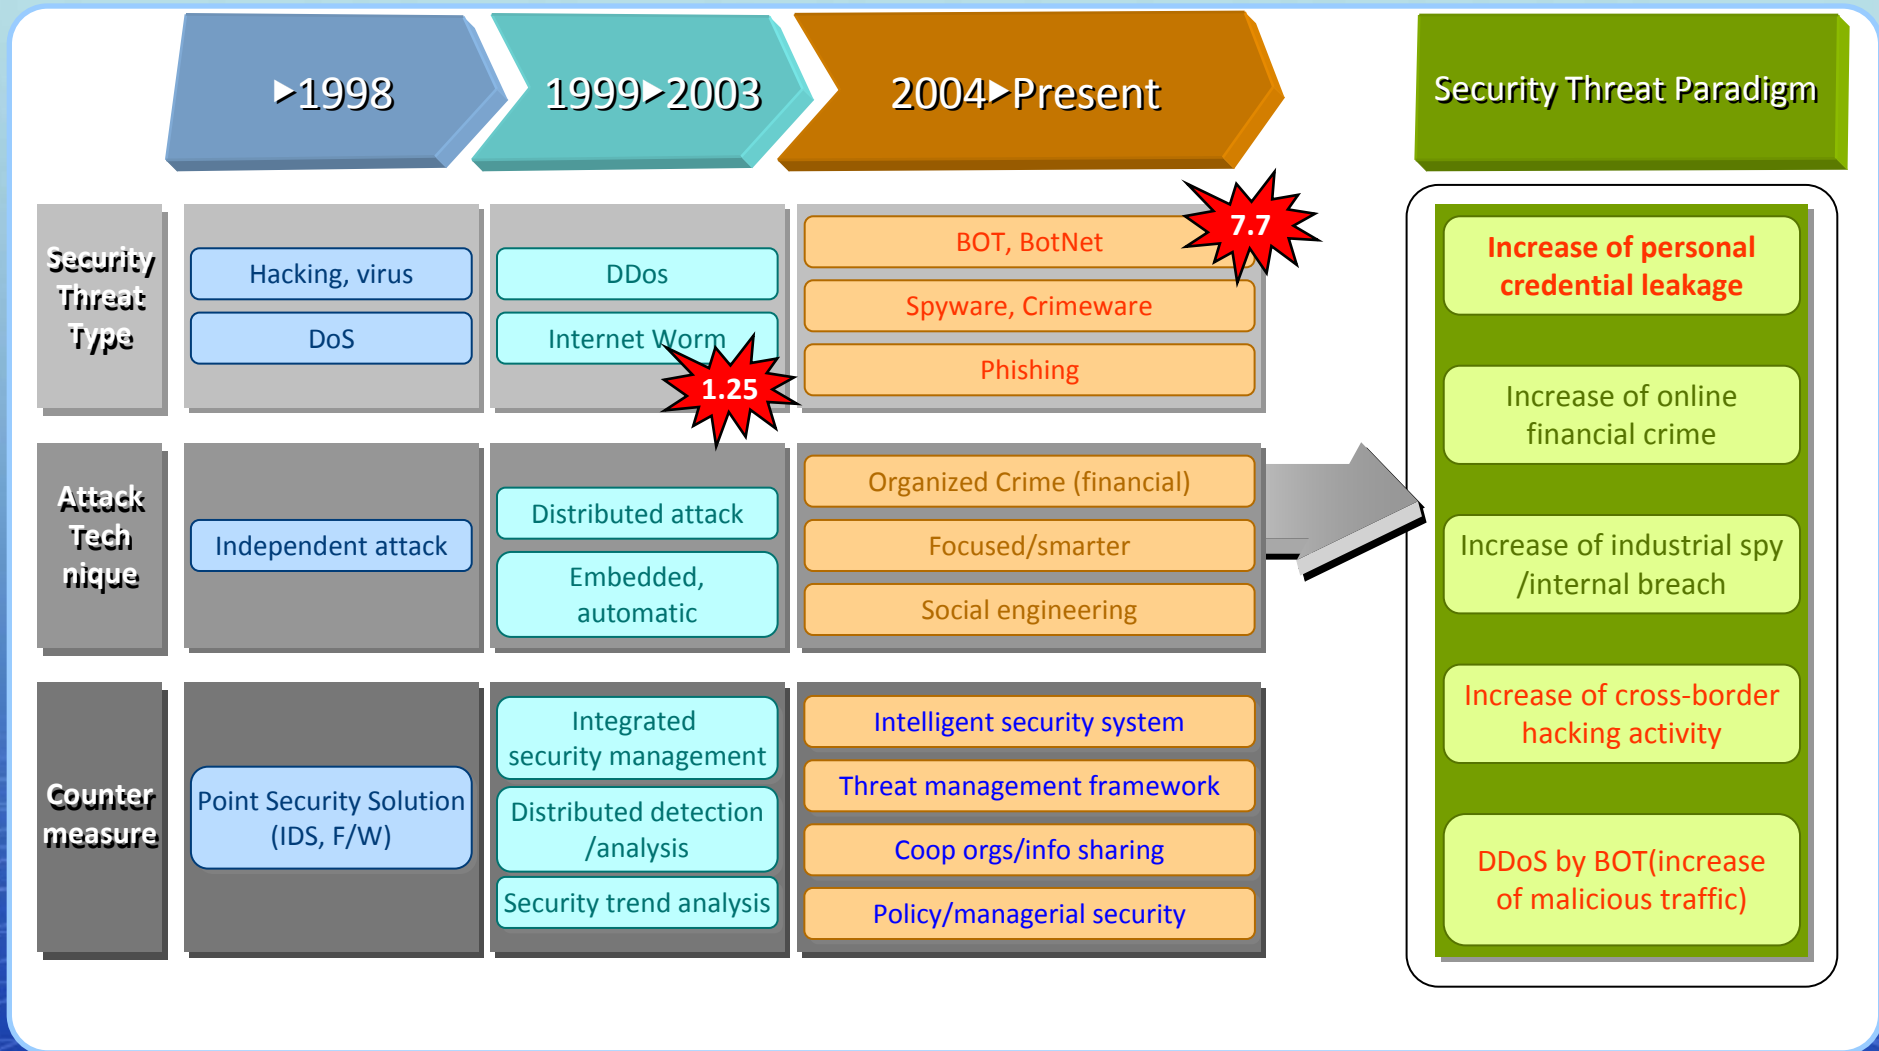 ▶1998
1999▶2003
2004▶Present
Security Threat Paradigm
Security
Threat
Type
Hacking, virus
DoS
DDos
Internet Worm
1.25
BOT, BotNet
7.7
Spyware, Crimeware
Phishing
Attack
Tech
nique
Independent attack
Distributed attack
Embedded,
automatic
Organized Crime (financial)
Focused/smarter
Social engineering
Counter
measure
Point Security Solution
(IDS, F/W)
Integrated
security management
Distributed detection
/analysis
Security trend analysis
Intelligent security system
Threat management framework
Coop orgs/info sharing
Policy/managerial security
Increase of personal
credential leakage
Increase of online
financial crime
Increase of industrial spy
/internal breach
Increase of cross-border
hacking activity
DDoS by BOT(increase
of malicious traffic)